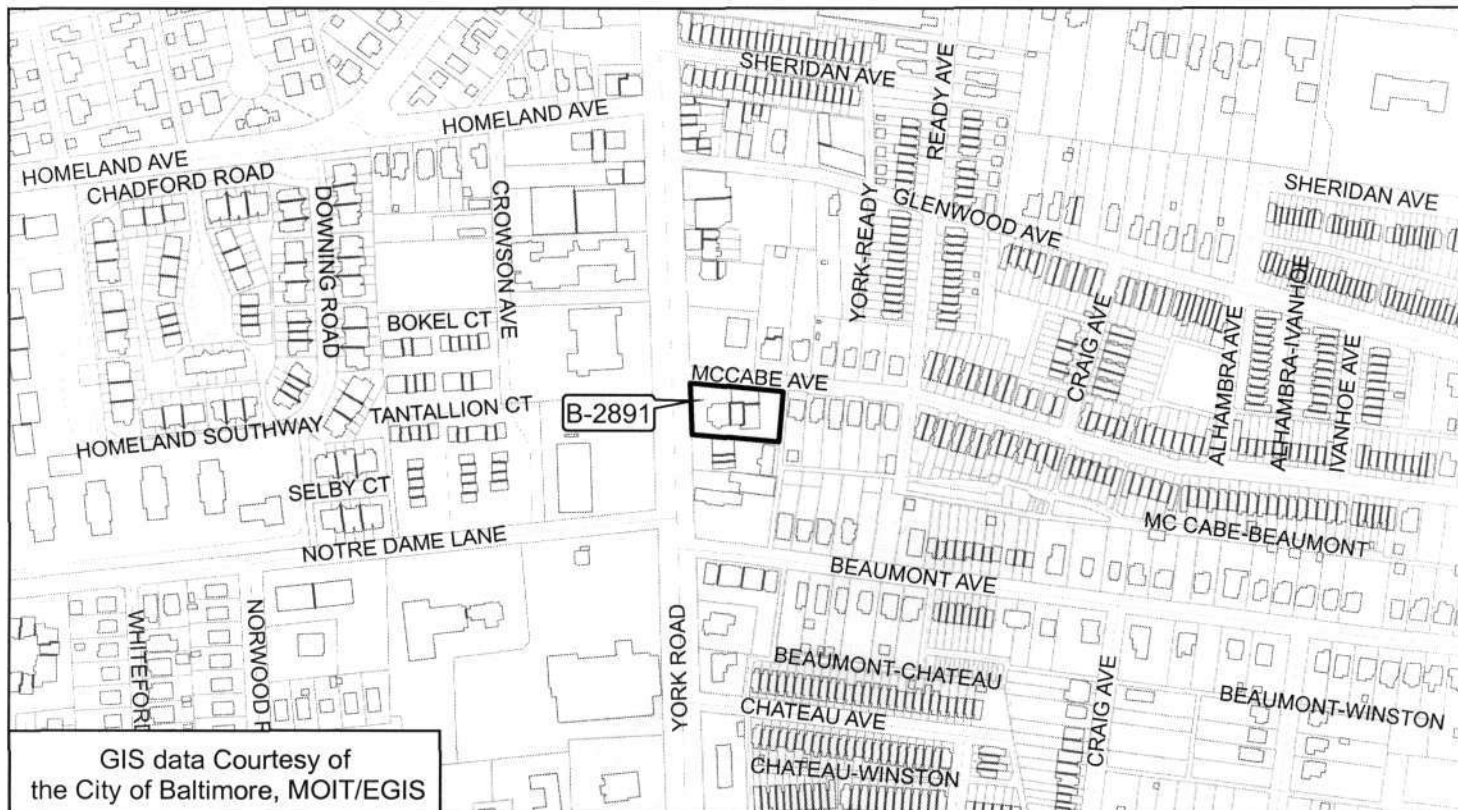 SHERIDAN AVE
READY AVE
HOMELAND AVE
HOMELAND AVE
CHADFORD ROAD
DOWNING ROAD
CROWSON AVE
YORK-READY
GLENWOOD AVE
SHERIDAN AVE
BOKEL CT
CRAIG AVE
ALHAMBRA AVE
ALHAMBRA-IVANHOE
IVANHOE AVE
MCCABE AVE
B-2891
TANTALLION CT
HOMELAND SOUTHWAY
SELBY CT
MC CABE-BEAUMONT
NOTRE DAME LANE
BEAUMONT AVE
WHITEFORD
NORWOOD R
YORK ROAD
BEAUMONT-CHATEAU
CRAIG AVE
BEAUMONT-WINSTON
CHATEAU AVE
CHATEAU-WINSTON
GIS data Courtesy of
the City of Baltimore, MOIT/EGIS